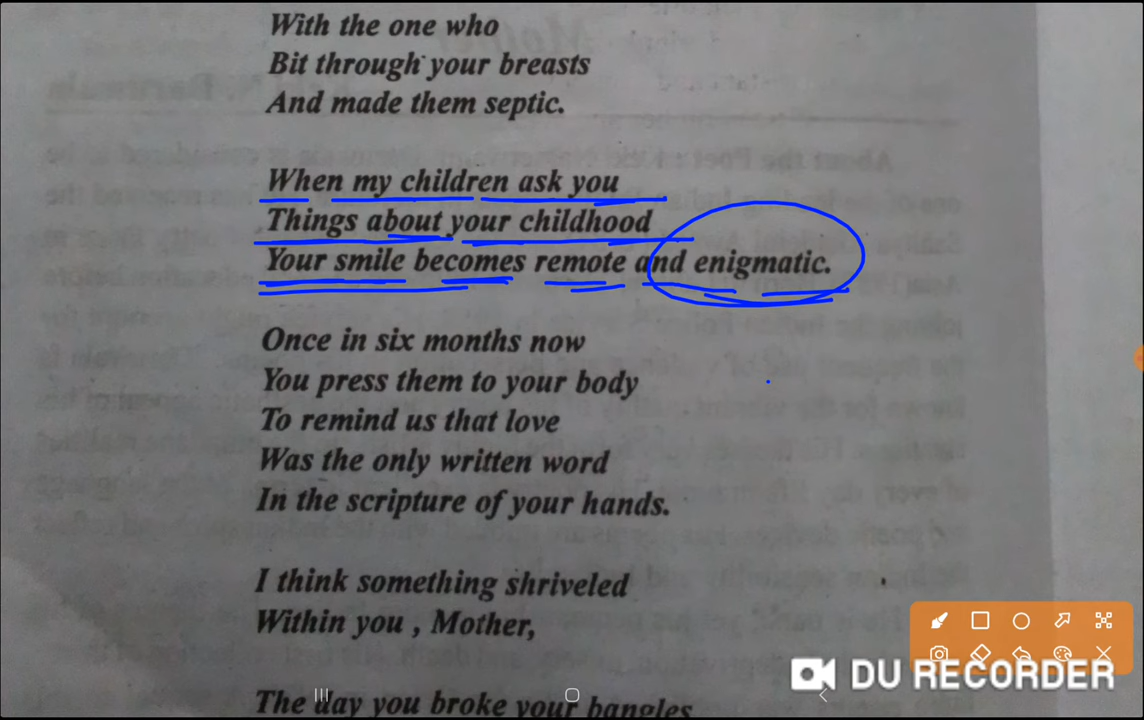 With the one who
Bit through your breasts
And made them septic.
When my children ask you
Things about your childhood
Your smile becomes remote and enigmatic.
Once in six months now
You press them to your body
To remind us that love
Was the only written word
In the scripture of your hands.
I think something shriveled
Within you , Mother,
The day you broke your bangles
DU RECORDER